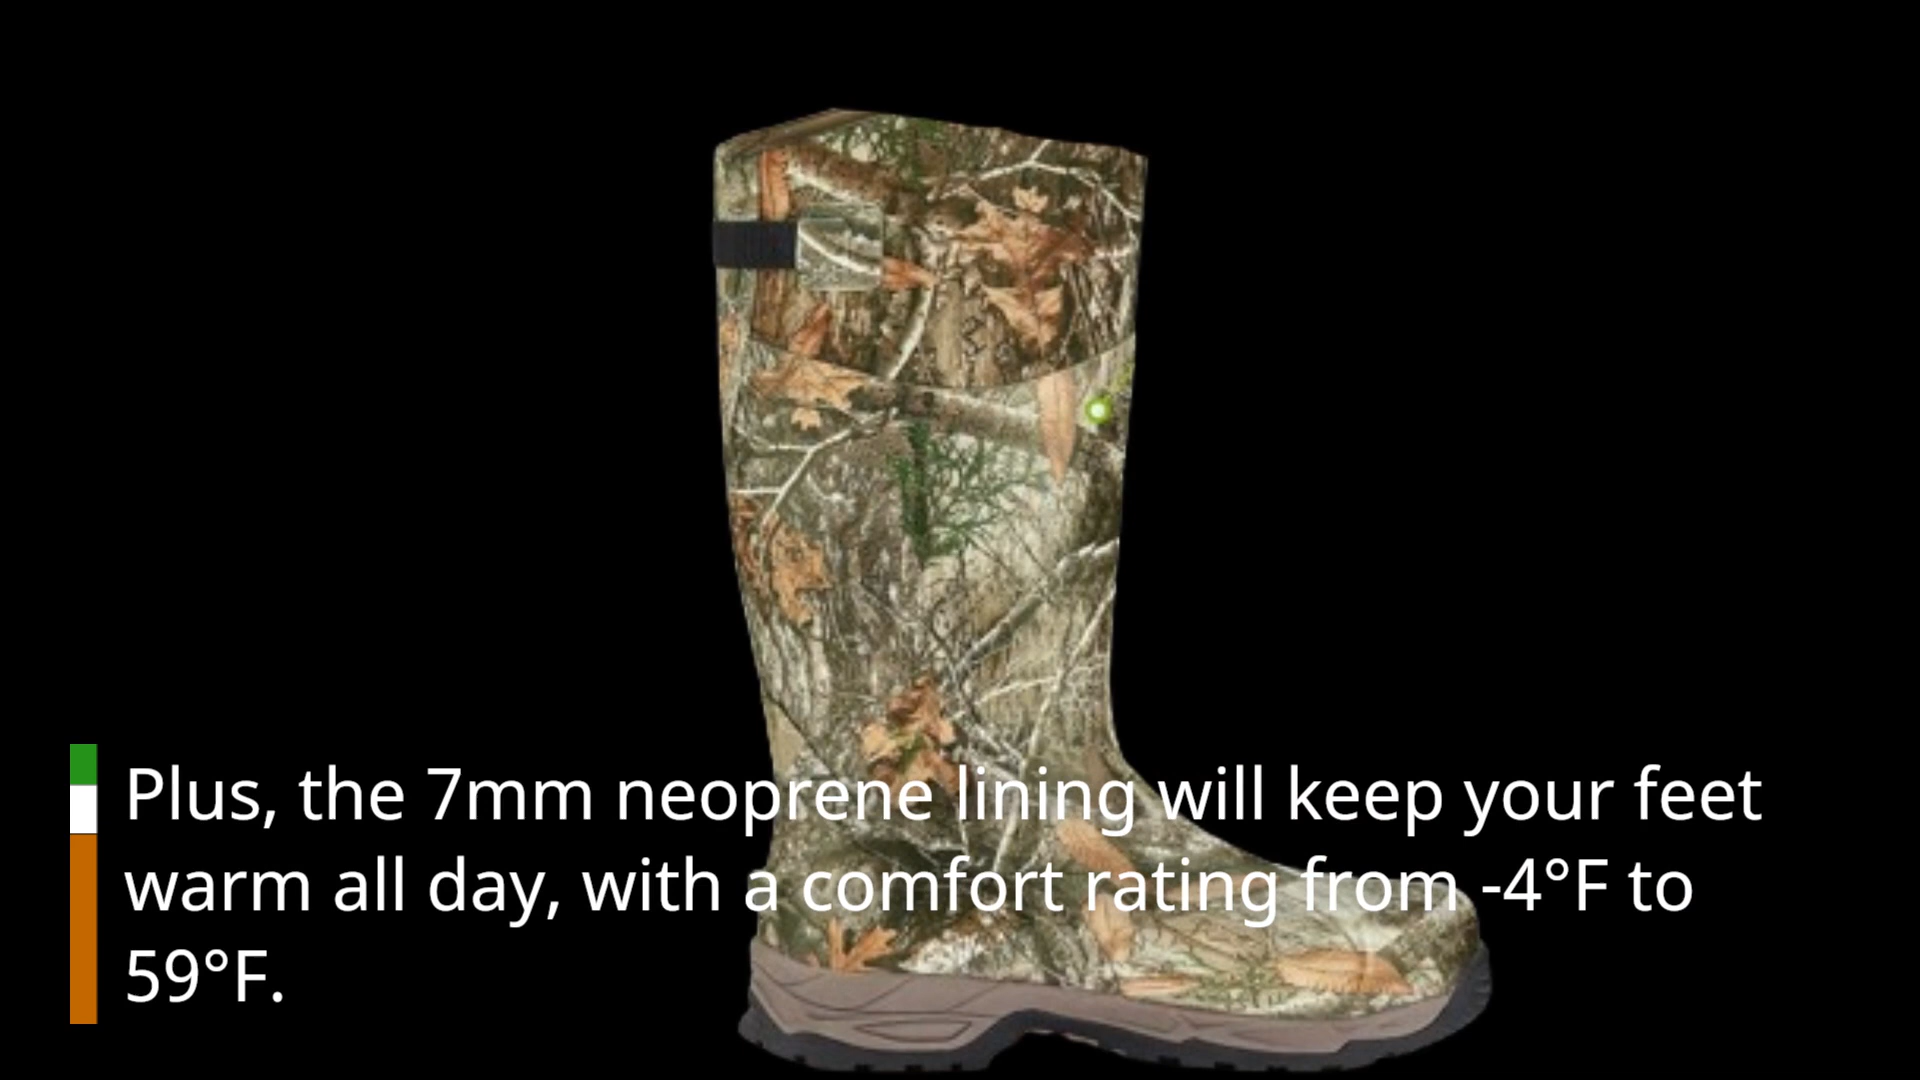 Plus, the 7mm neoprene lining will keep your feet
warm all day, with a comfort rating from -4°F to
59°F.